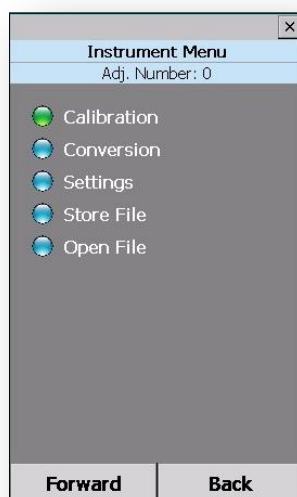 Instrument Menu
Adj. Number: 0
Calibration
Conversion
Settings
Store File
Open File
Forward Back